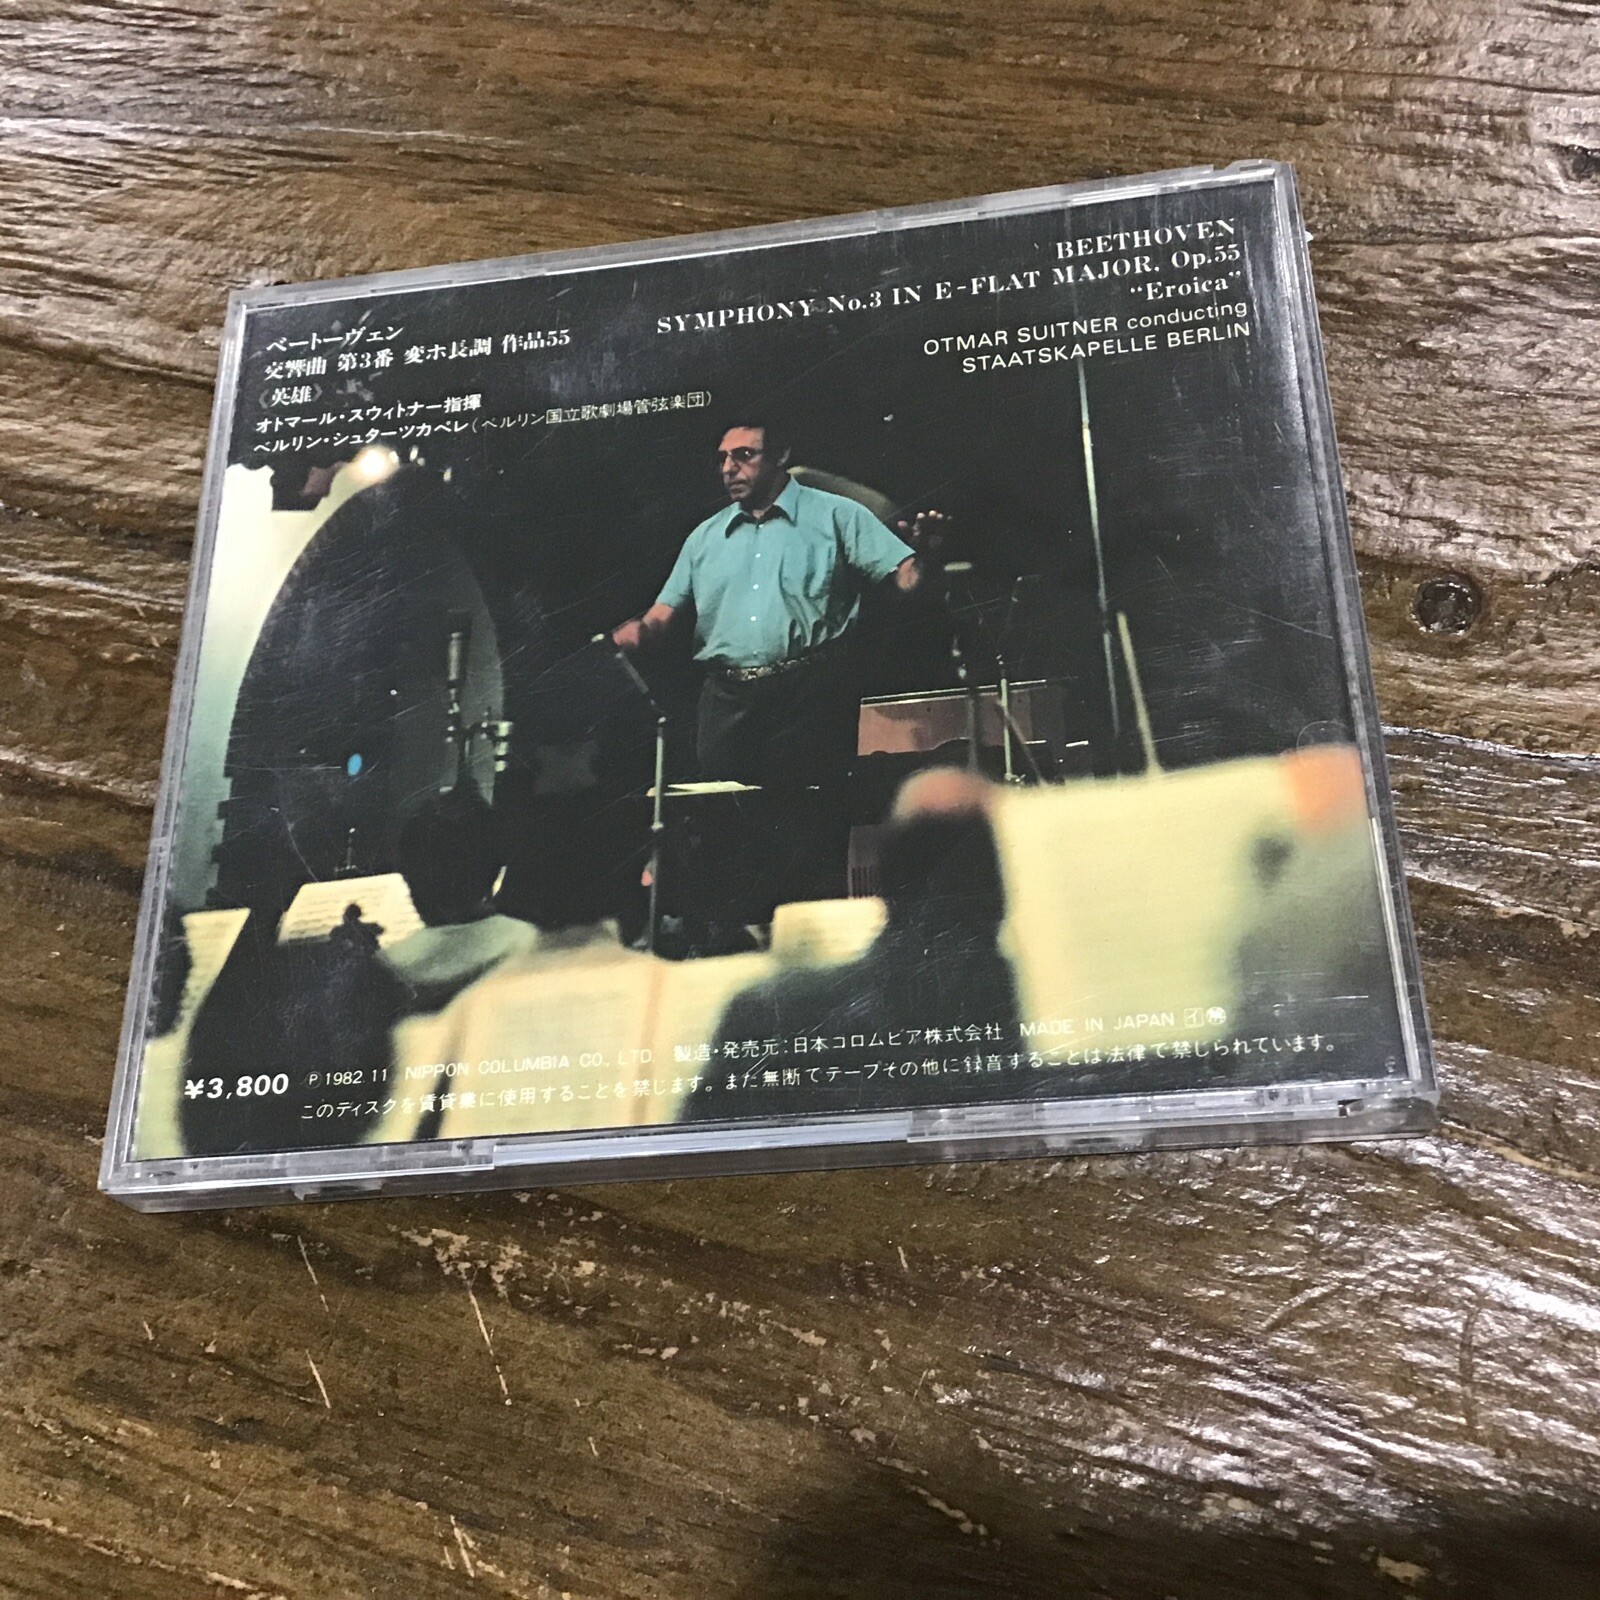 BEETHOVEN
SYMPHONY No.3 IN E-FLAT MAJOR, Op.55
“Eroica”
OTMAR SUITNER conducting
STAATSKAPELLE BERLIN
ベートーヴェン
交響曲 第3番 変ホ長調 作品55
《英雄》
オトマール・スウィトナー指揮
ベルリン・シュターツカペレ(ベルリン国立歌劇場管弦楽団)
¥3,800 Ⓟ1982.11 NIPPON COLUMBIA CO., LTD. 製造・発売元:日本コロムビア株式会社 MADE IN JAPAN イ
このディスクを賃貸業に使用することを禁じます。また無断でテープその他に録音することは法律で禁じられています。